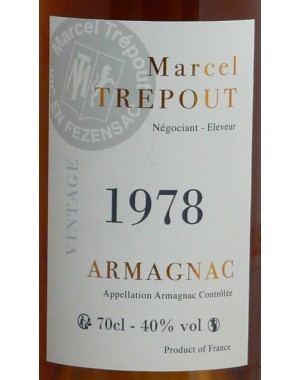 Marcel Trépout
VIC EN FEZENSAC
Marcel
TREPOUT
Négociant - Eleveur
VINTAGE
1978
ARMAGNAC
Appellation Armagnac Contrôlée
70cl - 40% vol
Product of France